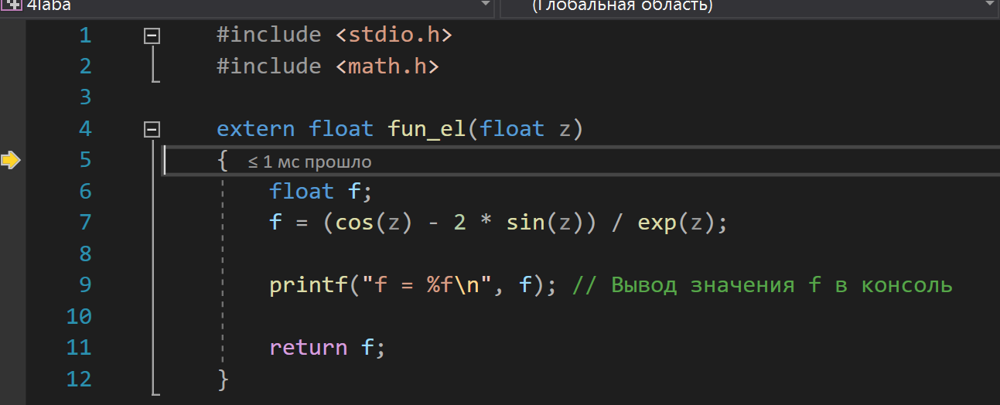 4laba (Глобальная область)
1 #include <stdio.h>
2 #include <math.h>
3
4 extern float fun_el(float z)
5 { ≤ 1 мс прошло
6 float f;
7 f = (cos(z) - 2 * sin(z)) / exp(z);
8
9 printf("f = %f\n", f); // Вывод значения f в консоль
10
11 return f;
12 }